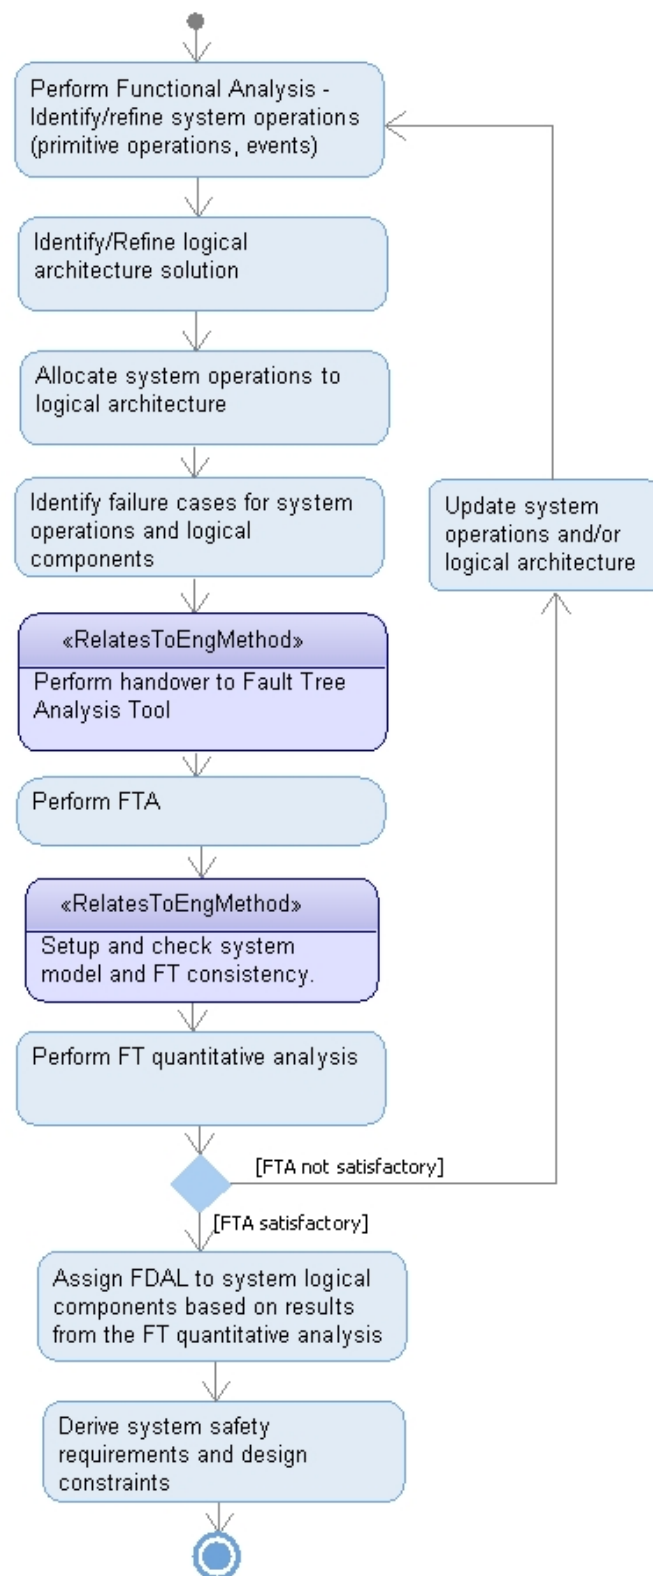 Perform Functional Analysis -
Identify/refine system operations
(primitive operations, events)
Identify/Refine logical
architecture solution
Allocate system operations to
logical architecture
Identify failure cases for system
operations and logical
components
Update system
operations and/or
logical architecture
«RelatesToEngMethod»
Perform handover to Fault Tree
Analysis Tool
Perform FTA
«RelatesToEngMethod»
Setup and check system
model and FT consistency.
Perform FT quantitative analysis
[FTA not satisfactory]
[FTA satisfactory]
Assign FDAL to system logical
components based on results
from the FT quantitative analysis
Derive system safety
requirements and design
constraints